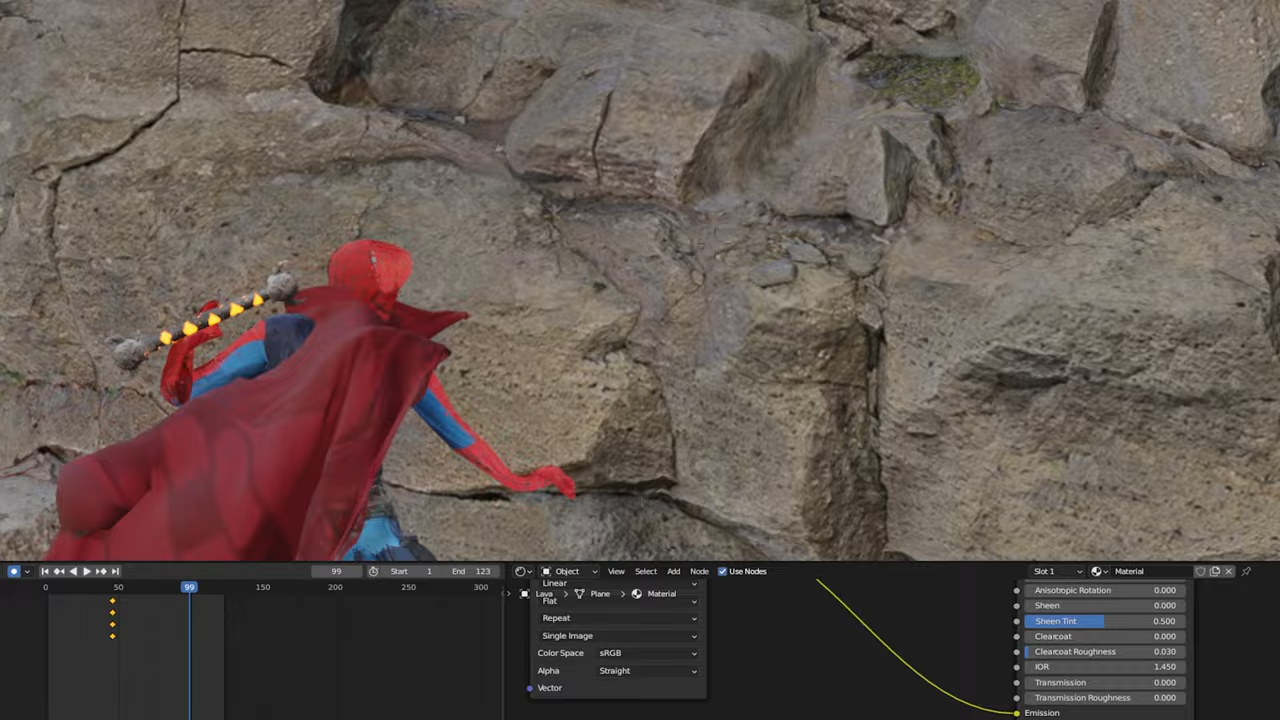 99
Start 1
End 123
Object
View
Select
Add
Node
Use Nodes
Slot 1
Material
0
50
99
150
200
250
300
Linear
Lava
Plane
Material
Flat
Repeat
Single Image
Color Space
sRGB
Alpha
Straight
Vector
Anisotropic Rotation 0.000
Sheen 0.000
Sheen Tint 0.500
Clearcoat 0.000
Clearcoat Roughness 0.030
IOR 1.450
Transmission 0.000
Transmission Roughness 0.000
Emission